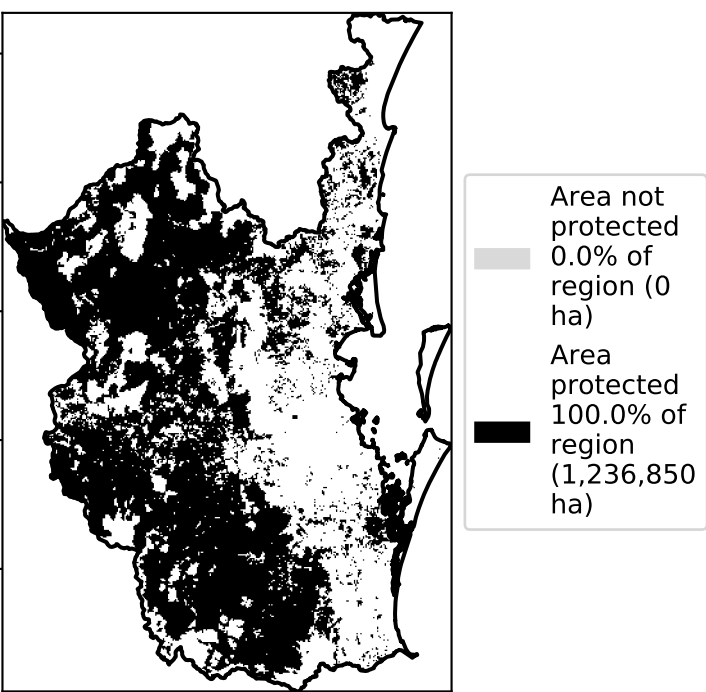 Area not
protected
0.0% of
region (0
ha)
Area
protected
100.0% of
region
(1,236,850
ha)